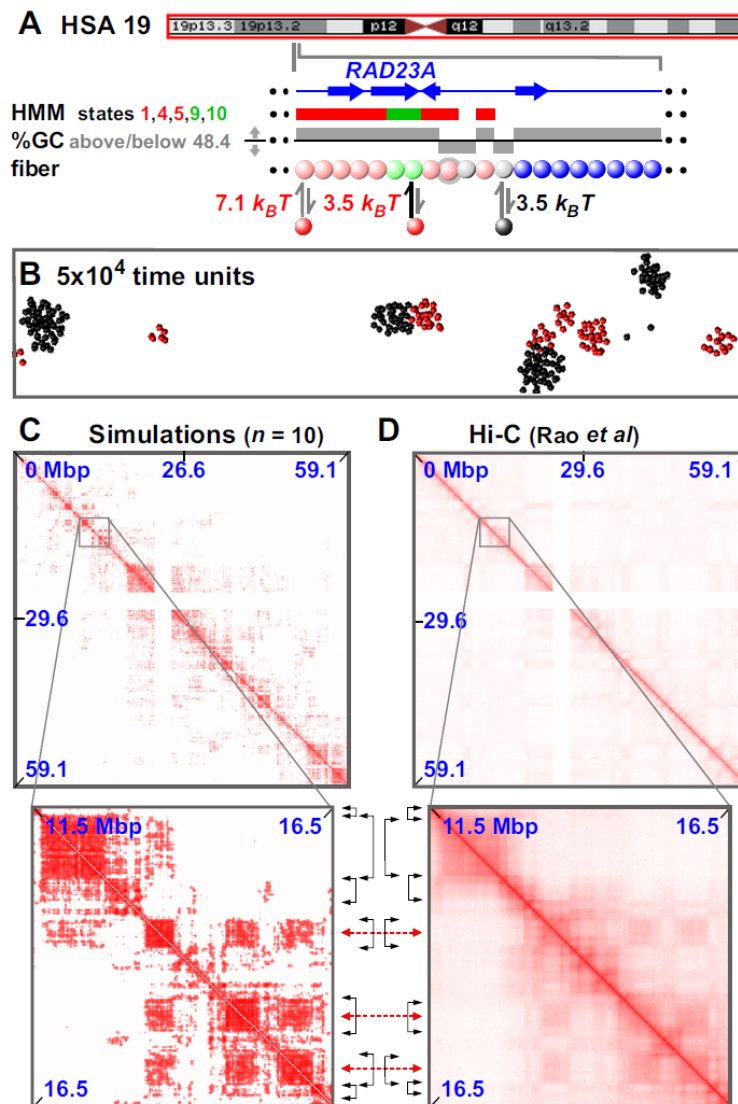 A HSA 19
19p13.3 19p13.2 p12 q12 q13.2
RAD23A
HMM states 1,4,5,9,10
%GC above/below 48.4
fiber
7.1 kBT 3.5 kBT 3.5 kBT
B 5x10⁴ time units
C Simulations (n = 10) D Hi-C (Rao et al)
0 Mbp 26.6 59.1 0 Mbp 29.6 59.1
29.6 29.6
59.1 59.1
11.5 Mbp 16.5 11.5 Mbp 16.5
16.5 16.5